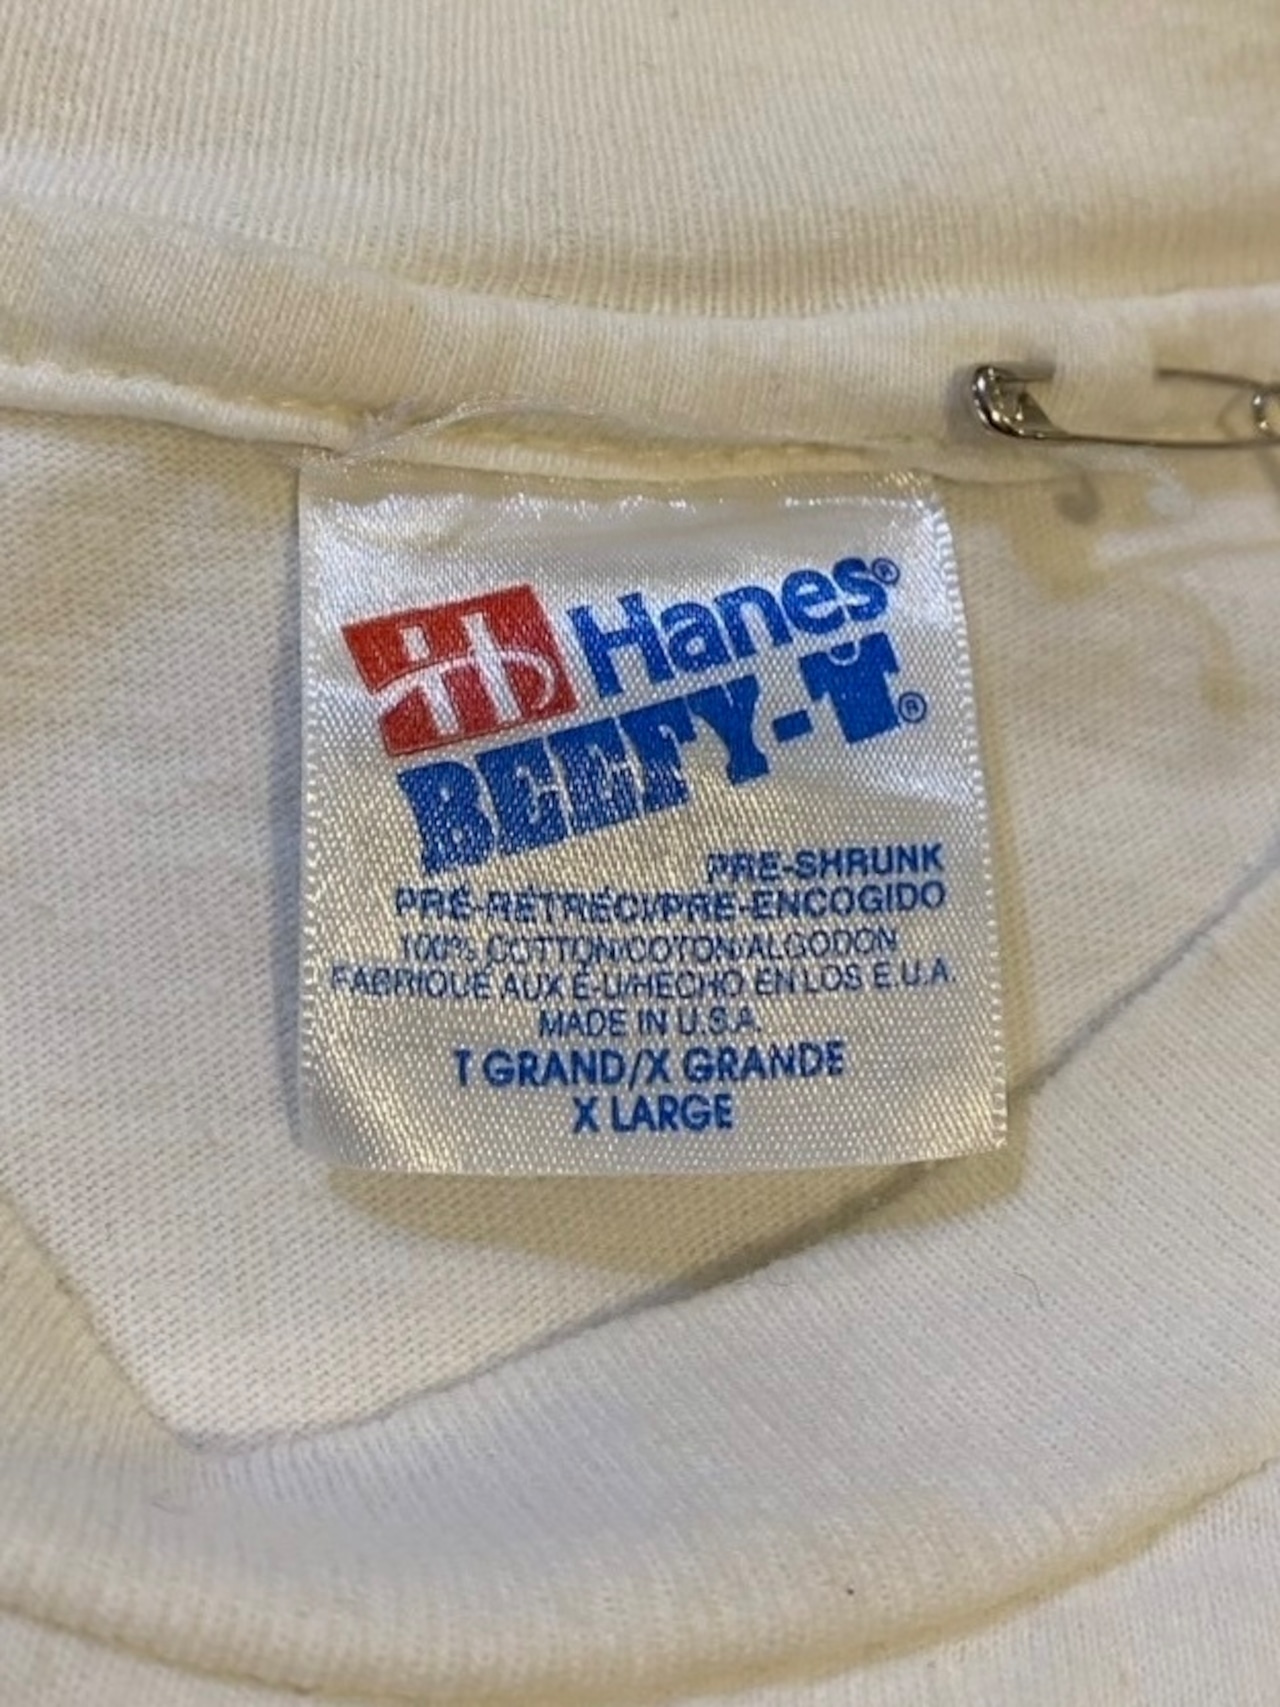 Hanes®
BEEFY-T®
PRE-SHRUNK
PRÉ-RÉTRÉCI/PRE-ENCOGIDO
100% COTTON/COTON/ALGODON
FABRIQUÉ AUX É-U/HECHO EN LOS E.U.A.
MADE IN U.S.A.
T GRAND/X GRANDE
X LARGE